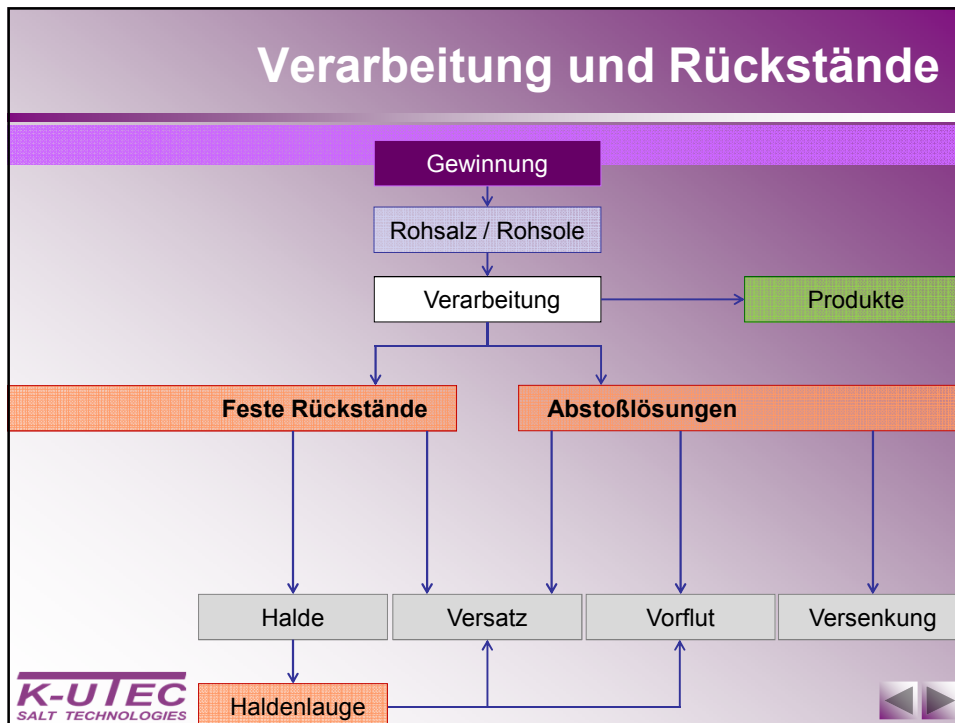 Verarbeitung und Rückstände
Gewinnung
Rohsalz / Rohsole
Verarbeitung
Produkte
Feste Rückstände
Abstoßlösungen
Halde
Versatz
Vorflut
Versenkung
Haldenlauge
K-UTEC
SALT TECHNOLOGIES